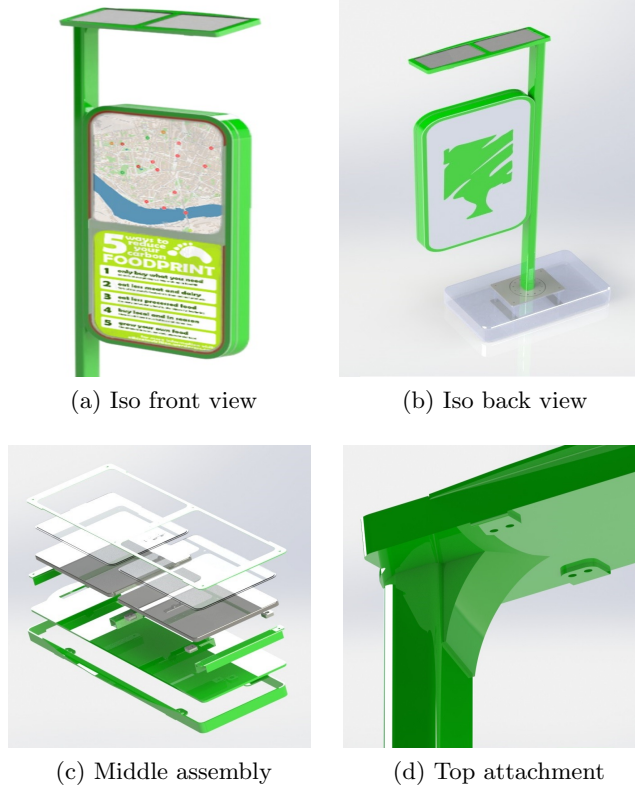 5 ways to
reduce
your
carbon
FOODPRINT
1 only buy what you need
2 eat less meat and dairy
3 eat less processed food
4 buy local and in season
5 grow your own food
(a) Iso front view
(b) Iso back view
(c) Middle assembly
(d) Top attachment